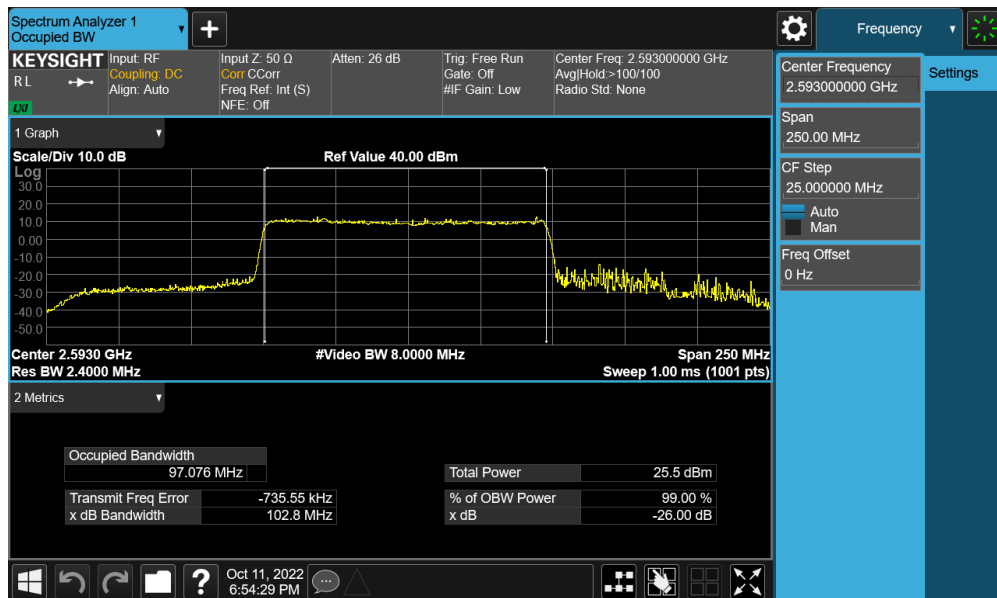 Spectrum Analyzer 1
Occupied BW
Frequency
KEYSIGHT
R L
LXI
Input: RF
Coupling: DC
Align: Auto
Input Z: 50 Ω
Corr CCorr
Freq Ref: Int (S)
NFE: Off
Atten: 26 dB
Trig: Free Run
Gate: Off
#IF Gain: Low
Center Freq: 2.593000000 GHz
Avg|Hold:>100/100
Radio Std: None
Center Frequency
2.593000000 GHz
Settings
Span
250.00 MHz
CF Step
25.000000 MHz
Auto
Man
Freq Offset
0 Hz
1 Graph
Scale/Div 10.0 dB
Ref Value 40.00 dBm
Log
30.0
20.0
10.0
0.00
-10.0
-20.0
-30.0
-40.0
-50.0
Center 2.5930 GHz
#Video BW 8.0000 MHz
Span 250 MHz
Res BW 2.4000 MHz
Sweep 1.00 ms (1001 pts)
2 Metrics
Occupied Bandwidth
97.076 MHz
Total Power 25.5 dBm
Transmit Freq Error -735.55 kHz
% of OBW Power 99.00 %
x dB Bandwidth 102.8 MHz
x dB -26.00 dB
Oct 11, 2022
6:54:29 PM